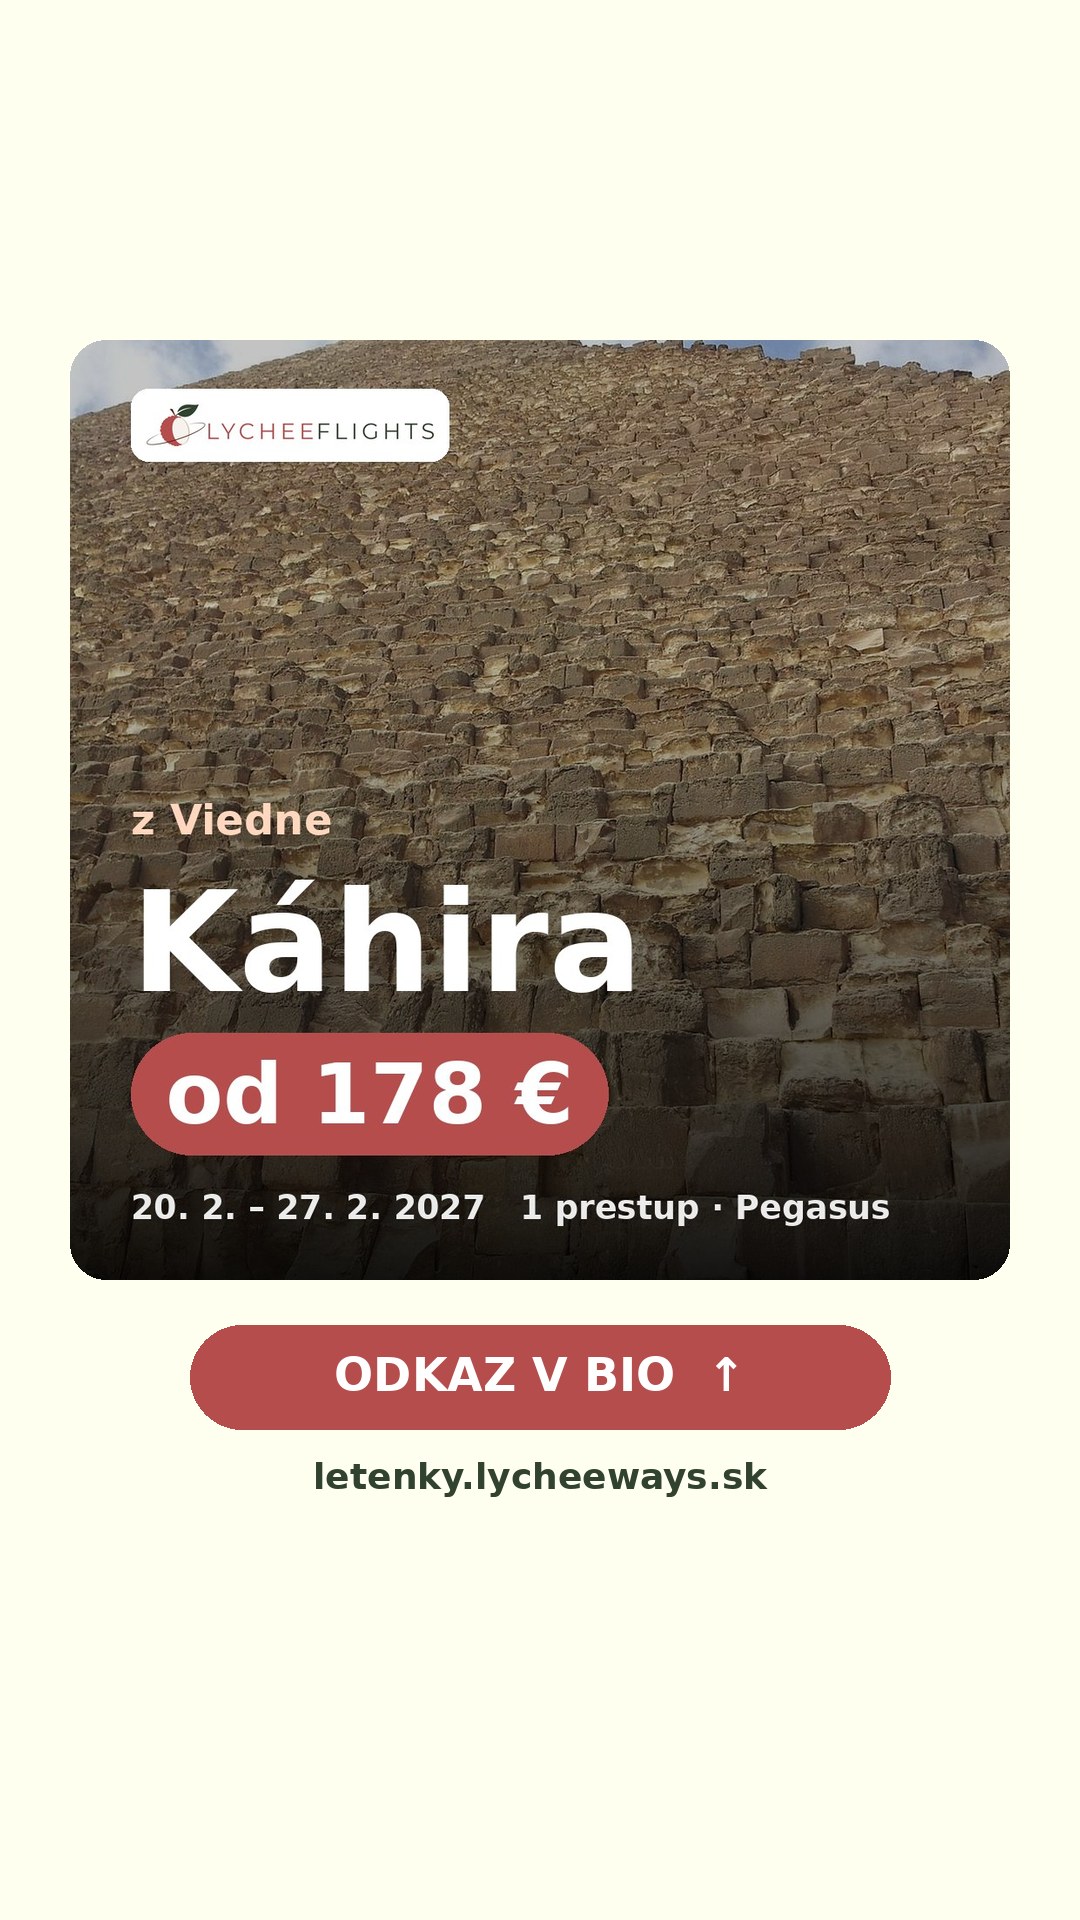 LYCHEEFLIGHTS
z Viedne
Káhira
od 178 €
20. 2. – 27. 2. 2027 1 prestup · Pegasus
ODKAZ V BIO ↑
letenky.lycheeways.sk